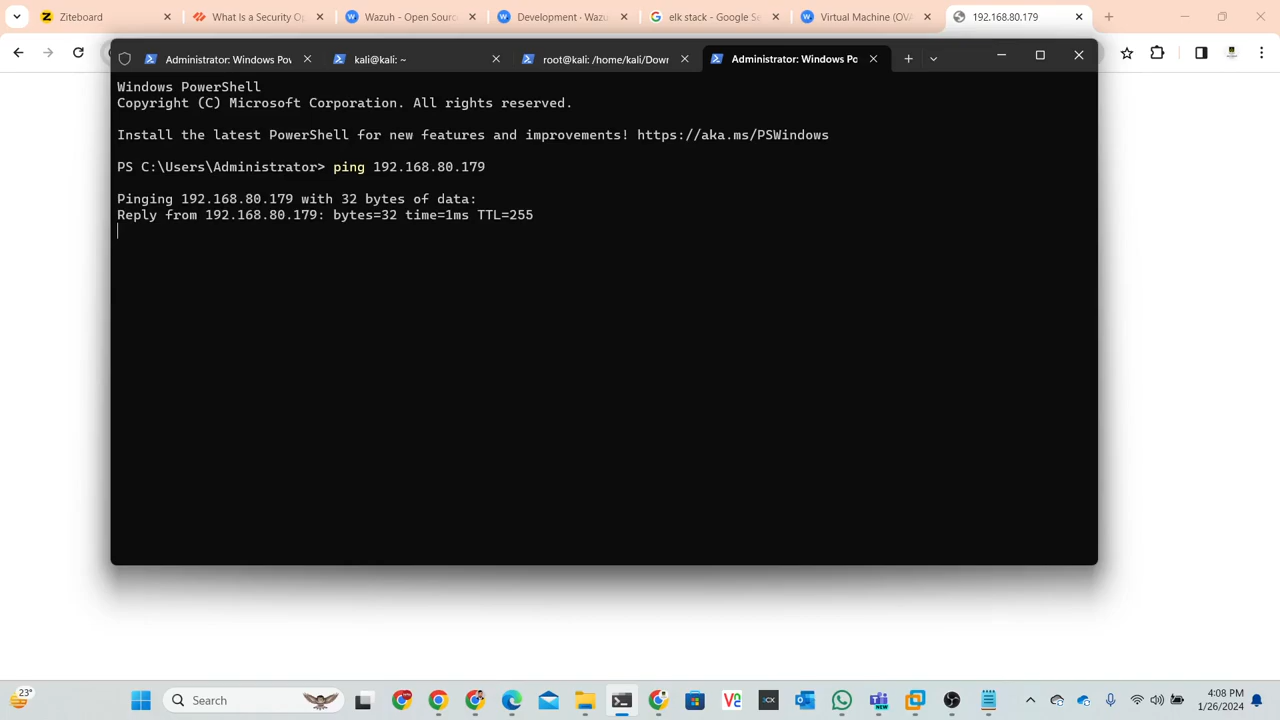 Ziteboard
What Is a Security Op
Wazuh - Open Sourc
Development · Wazu
elk stack - Google Se
Virtual Machine (OVA
192.168.80.179
Administrator: Windows Pow
kali@kali: ~
root@kali: /home/kali/Down
Administrator: Windows Po
Windows PowerShell
Copyright (C) Microsoft Corporation. All rights reserved.
Install the latest PowerShell for new features and improvements! https://aka.ms/PSWindows
PS C:\Users\Administrator> ping 192.168.80.179
Pinging 192.168.80.179 with 32 bytes of data:
Reply from 192.168.80.179: bytes=32 time=1ms TTL=255
23°
Search
4:08 PM
1/26/2024